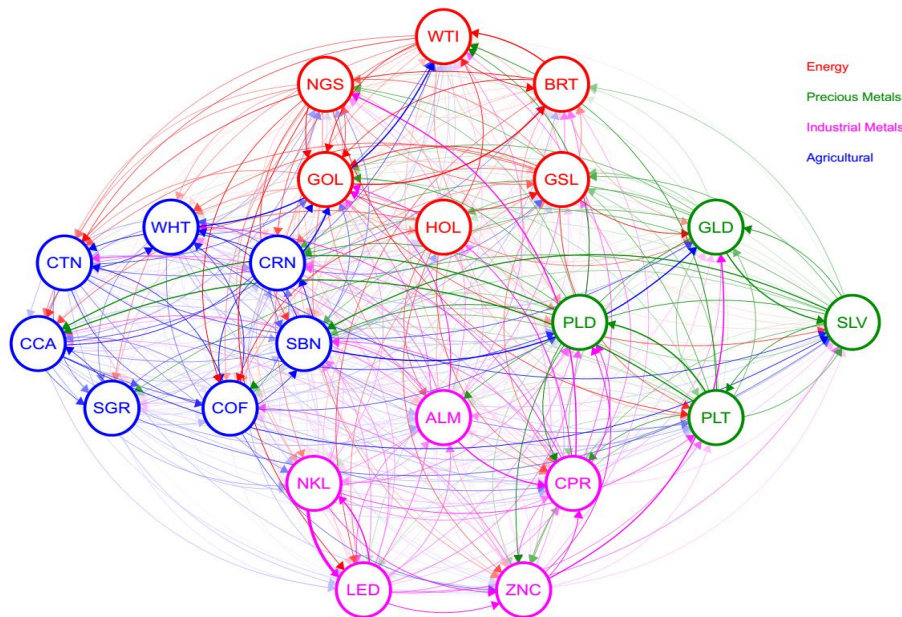 WTI
NGS
BRT
Energy
Precious Metals
Industrial Metals
Agricultural
GOL
GSL
WHT
HOL
GLD
CTN
CRN
CCA
SBN
PLD
SLV
SGR
COF
ALM
PLT
NKL
CPR
LED
ZNC